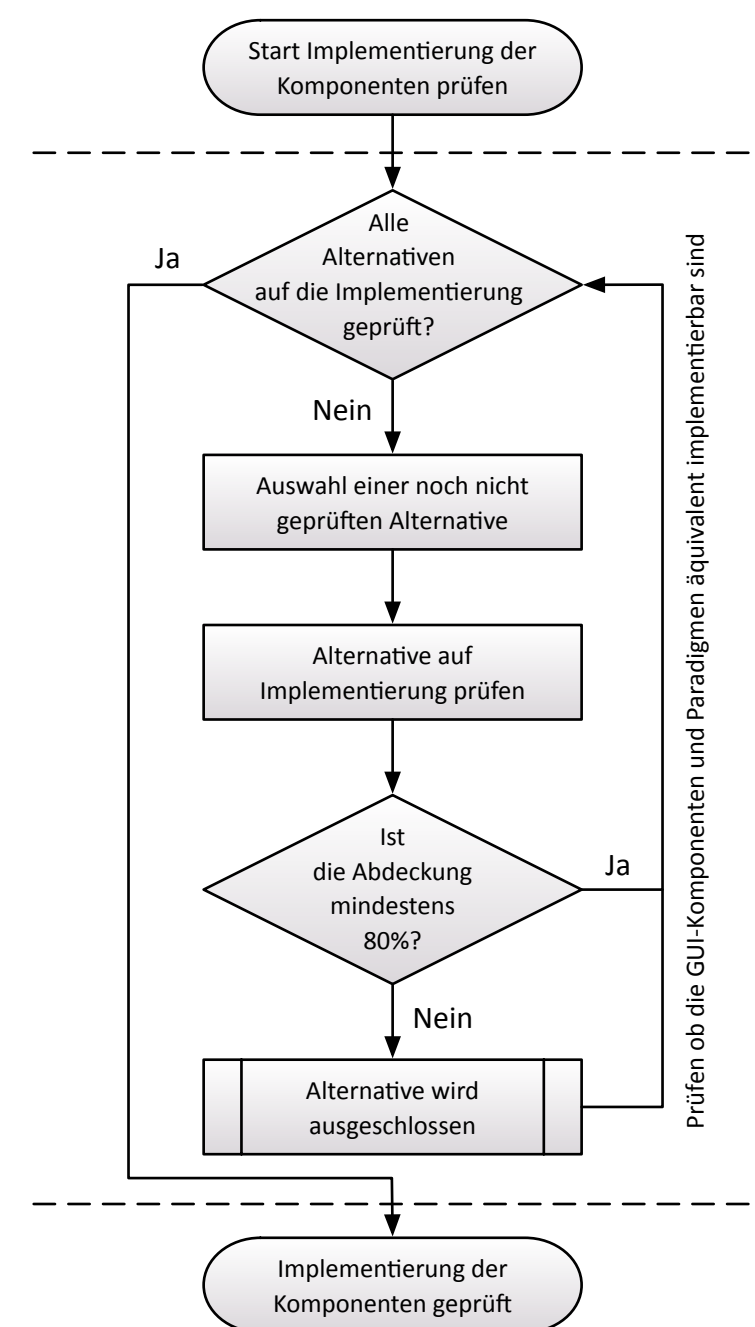 Start Implementierung der
Komponenten prüfen
Alle
Alternativen
auf die Implementierung
geprüft?
Ja
Nein
Auswahl einer noch nicht
geprüften Alternative
Alternative auf
Implementierung prüfen
Ist
die Abdeckung
mindestens
80%?
Ja
Nein
Alternative wird
ausgeschlossen
Prüfen ob die GUI-Komponenten und Paradigmen äquivalent implementierbar sind
Implementierung der
Komponenten geprüft